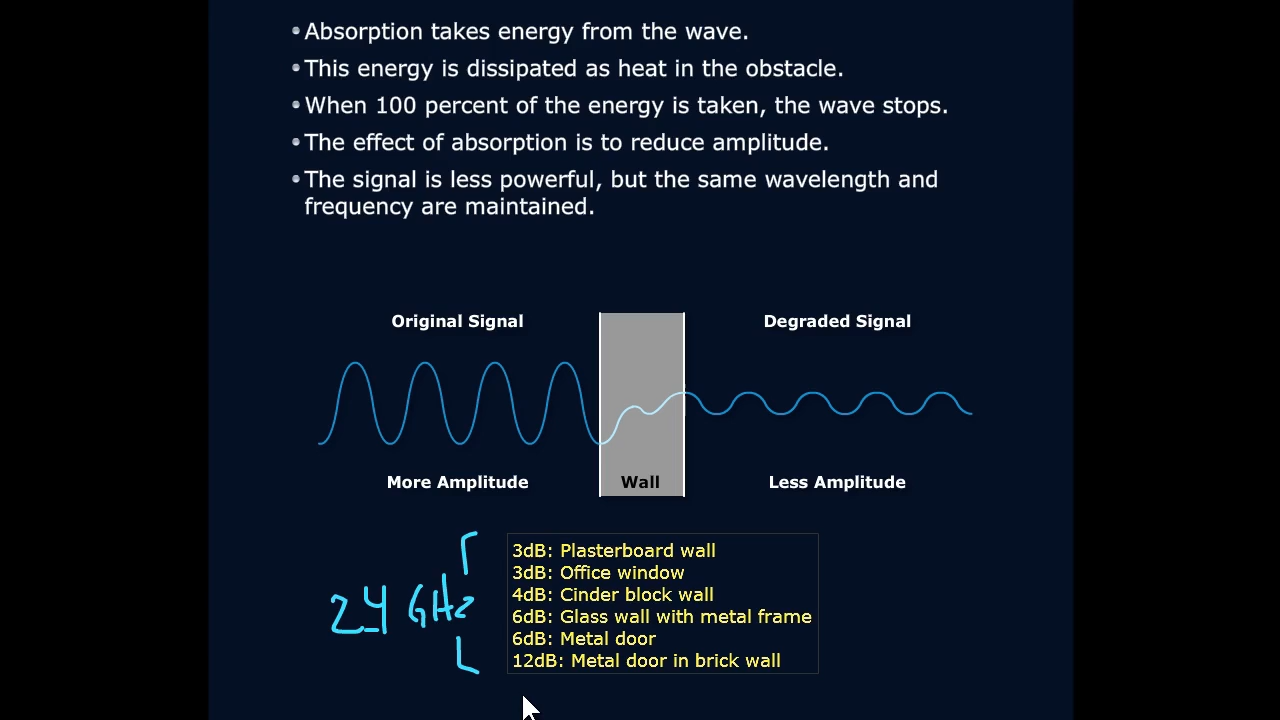 Absorption takes energy from the wave.
This energy is dissipated as heat in the obstacle.
When 100 percent of the energy is taken, the wave stops.
The effect of absorption is to reduce amplitude.
The signal is less powerful, but the same wavelength and
frequency are maintained.
Original Signal
Degraded Signal
More Amplitude
Wall
Less Amplitude
2.4 GHz
3dB: Plasterboard wall
3dB: Office window
4dB: Cinder block wall
6dB: Glass wall with metal frame
6dB: Metal door
12dB: Metal door in brick wall